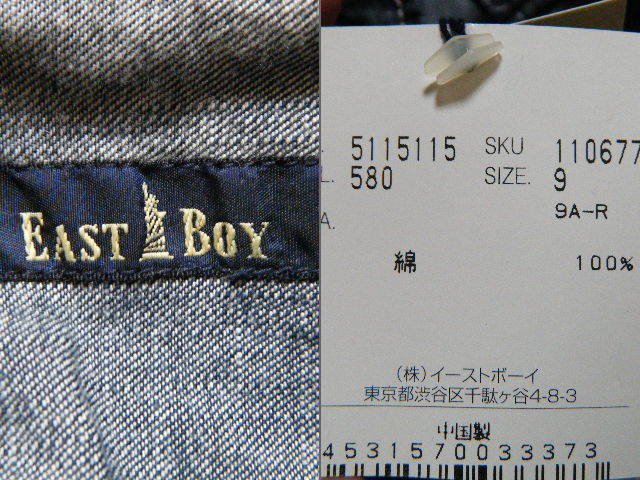 EAST BOY
5115115 SKU 110677
580 SIZE. 9
A. 9A-R
綿 100%
(株)イーストボーイ
東京都渋谷区千駄ヶ谷4-8-3
中国製
4531570033373